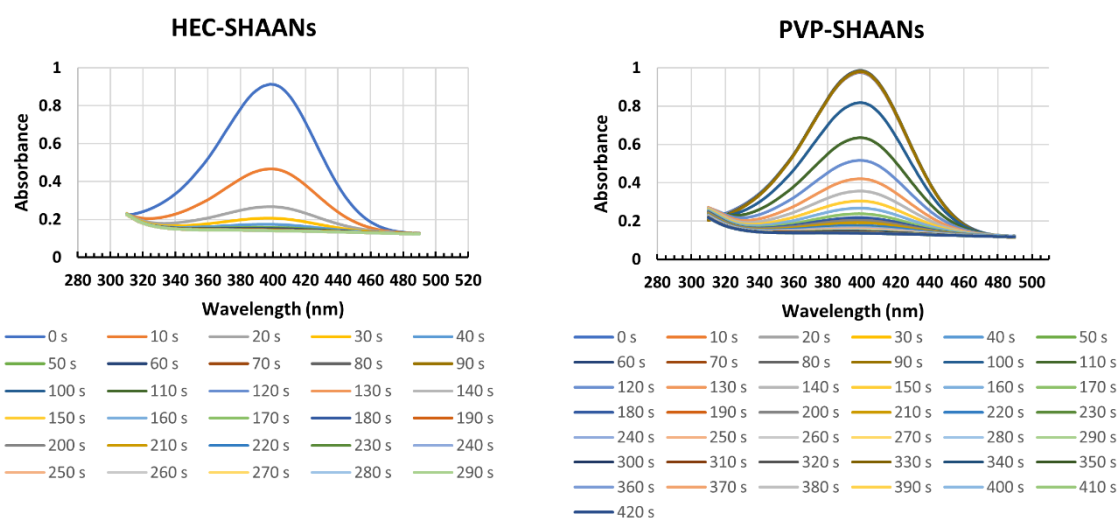 HEC-SHAANs
Absorbance
1
0.8
0.6
0.4
0.2
0
280 300 320 340 360 380 400 420 440 460 480 500 520
Wavelength (nm)
0 s 10 s 20 s 30 s 40 s
50 s 60 s 70 s 80 s 90 s
100 s 110 s 120 s 130 s 140 s
150 s 160 s 170 s 180 s 190 s
200 s 210 s 220 s 230 s 240 s
250 s 260 s 270 s 280 s 290 s
PVP-SHAANs
Absorbance
1
0.8
0.6
0.4
0.2
0
280 300 320 340 360 380 400 420 440 460 480 500
Wavelength (nm)
0 s 10 s 20 s 30 s 40 s 50 s
60 s 70 s 80 s 90 s 100 s 110 s
120 s 130 s 140 s 150 s 160 s 170 s
180 s 190 s 200 s 210 s 220 s 230 s
240 s 250 s 260 s 270 s 280 s 290 s
300 s 310 s 320 s 330 s 340 s 350 s
360 s 370 s 380 s 390 s 400 s 410 s
420 s